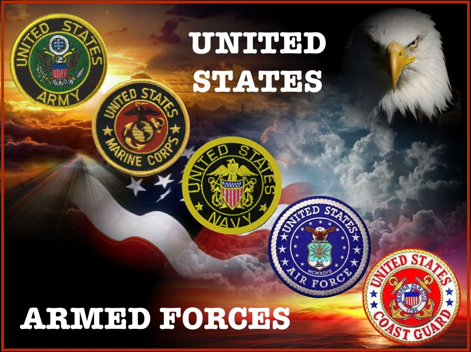 UNITED
STATES
UNITED STATES
ARMY
UNITED STATES
MARINE CORPS
UNITED STATES
NAVY
UNITED STATES
AIR FORCE
UNITED STATES
COAST GUARD
ARMED FORCES